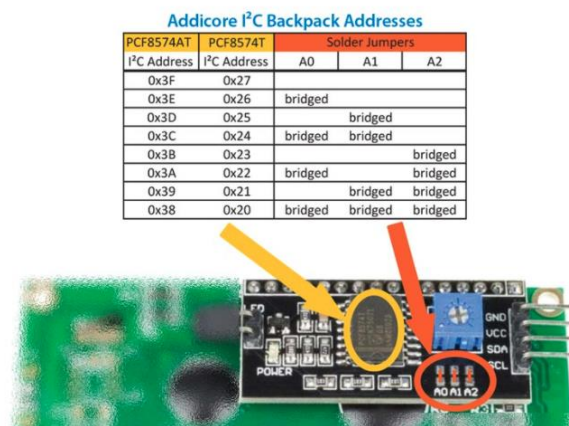 Addicore I²C Backpack Addresses
PCF8574AT PCF8574T Solder Jumpers
I²C Address I²C Address A0 A1 A2
0x3F 0x27
0x3E 0x26 bridged
0x3D 0x25 bridged
0x3C 0x24 bridged bridged
0x3B 0x23 bridged
0x3A 0x22 bridged bridged
0x39 0x21 bridged bridged
0x38 0x20 bridged bridged bridged
GND
VCC
SDA
SCL
POWER
A0 A1 A2